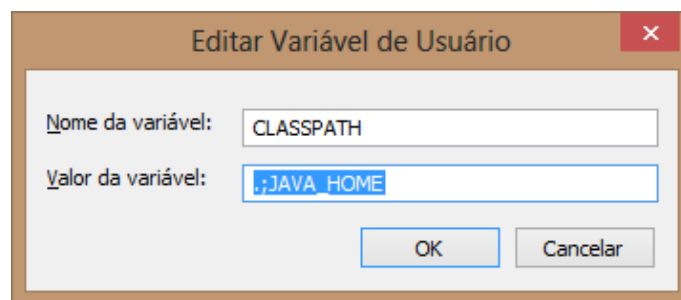 Editar Variável de Usuário
Nome da variável: CLASSPATH
Valor da variável: .;JAVA_HOME
OK Cancelar